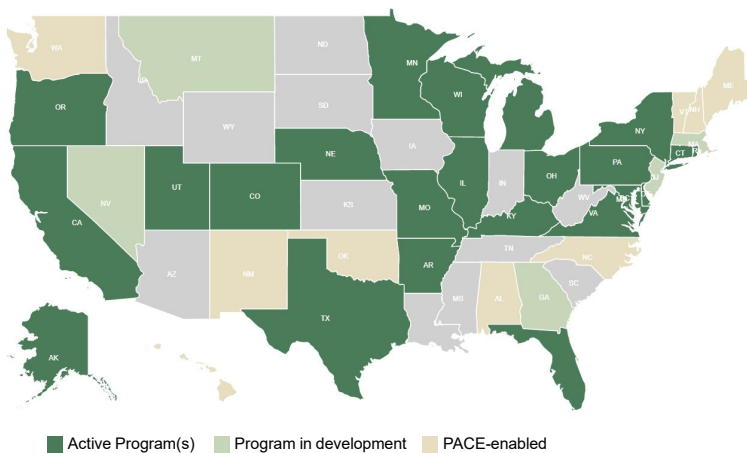 WA
MT
ND
MN
ME
VT
NH
OR
SD
WI
WY
NY
IA
CT
NE
PA
NV
UT
CO
IL
IN
OH
NJ
CA
KS
MO
KY
WV
VA
AZ
NM
OK
AR
TN
NC
SC
TX
MS
AL
GA
LA
AK
Active Program(s)
Program in development
PACE-enabled